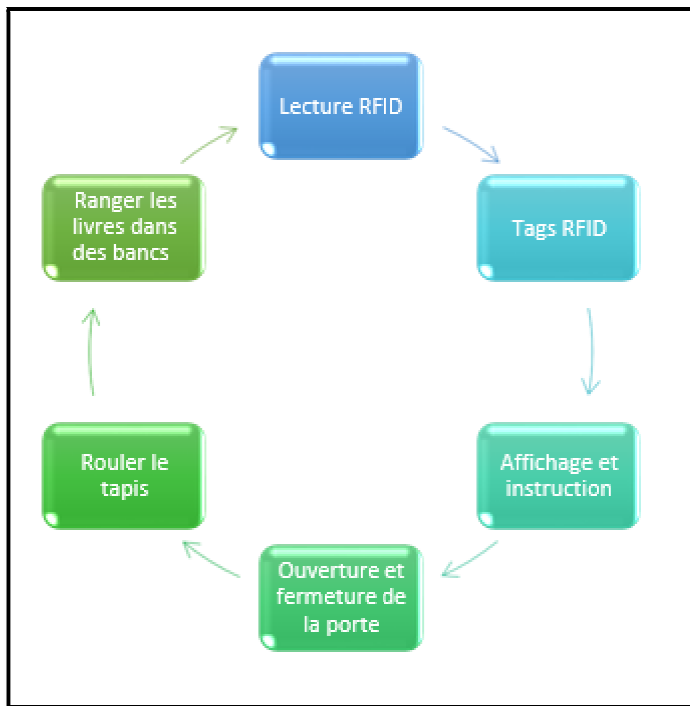 Lecture RFID
Tags RFID
Affichage et
instruction
Ouverture et
fermeture de
la porte
Rouler le
tapis
Ranger les
livres dans
des bancs